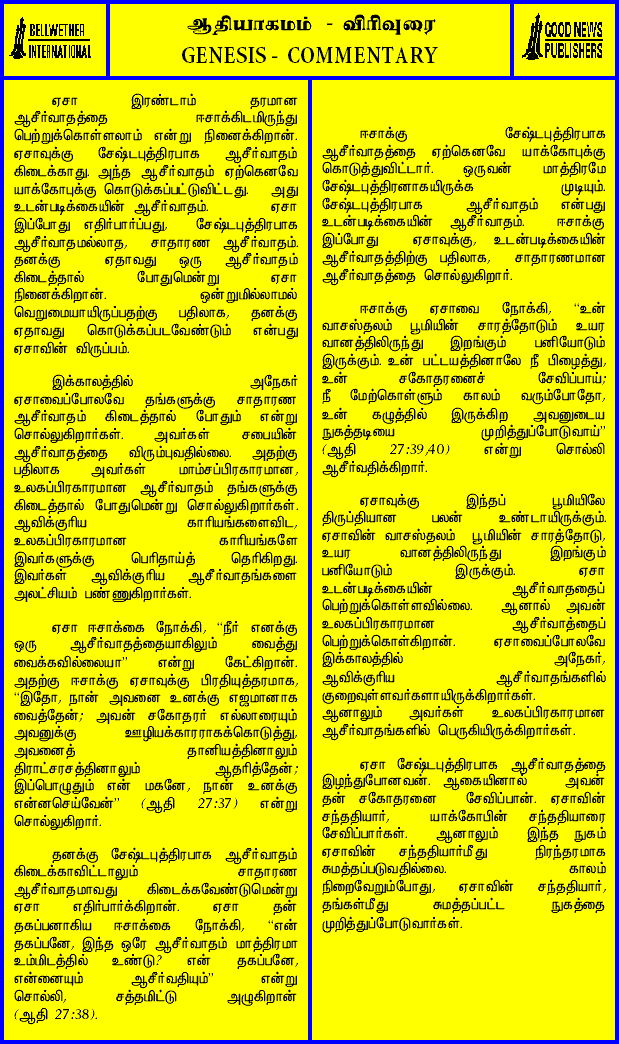 BELLWETHER
INTERNATIONAL
ஆதியாகமம் - விரிவுரை
GENESIS - COMMENTARY
GOOD NEWS
PUBLISHERS
ஏசா இரண்டாம் தரமான
ஆசீர்வாதத்தை ஈசாக்கிடமிருந்து
பெற்றுக்கொள்ளலாம் என்று நினைக்கிறான்.
ஏசாவுக்கு சேஷ்டபுத்திரபாக ஆசீர்வாதம்
கிடைக்காது. அந்த ஆசீர்வாதம் ஏற்கெனவே
யாக்கோபுக்கு கொடுக்கப்பட்டுவிட்டது. அது
உடன்படிக்கையின் ஆசீர்வாதம். ஏசா
இப்போது எதிர்பார்ப்பது, சேஷ்டபுத்திரபாக
ஆசீர்வாதமல்லாத, சாதாரண ஆசீர்வாதம்.
தனக்கு ஏதாவது ஒரு ஆசீர்வாதம்
கிடைத்தால் போதுமென்று ஏசா
நினைக்கிறான். ஒன்றுமில்லாமல்
வெறுமையாயிருப்பதற்கு பதிலாக, தனக்கு
ஏதாவது கொடுக்கப்படவேண்டும் என்பது
ஏசாவின் விருப்பம்.
இக்காலத்தில் அநேகர்
ஏசாவைப்போலவே தங்களுக்கு சாதாரண
ஆசீர்வாதம் கிடைத்தால் போதும் என்று
சொல்லுகிறார்கள். அவர்கள் சபையின்
ஆசீர்வாதத்தை விரும்புவதில்லை. அதற்கு
பதிலாக அவர்கள் மாம்சப்பிரகாரமான,
உலகப்பிரகாரமான ஆசீர்வாதம் தங்களுக்கு
கிடைத்தால் போதுமென்று சொல்லுகிறார்கள்.
ஆவிக்குரிய காரியங்களைவிட,
உலகப்பிரகாரமான காரியங்களே
இவர்களுக்கு பெரிதாய்த் தெரிகிறது.
இவர்கள் ஆவிக்குரிய ஆசீர்வாதங்களை
அலட்சியம் பண்ணுகிறார்கள்.
ஏசா ஈசாக்கை நோக்கி, “நீர் எனக்கு
ஒரு ஆசீர்வாதத்தையாகிலும் வைத்து
வைக்கவில்லையா” என்று கேட்கிறான்.
அதற்கு ஈசாக்கு ஏசாவுக்கு பிரதியுத்தரமாக,
“இதோ, நான் அவனை உனக்கு எஜமானாக
வைத்தேன்; அவன் சகோதரர் எல்லாரையும்
அவனுக்கு ஊழியக்காரராகக்கொடுத்து,
அவனைத் தானியத்தினாலும்
திராட்சரசத்தினாலும் ஆதரித்தேன்;
இப்பொழுதும் என் மகனே, நான் உனக்கு
என்னசெய்வேன்” (ஆதி 27:37) என்று
சொல்லுகிறார்.
தனக்கு சேஷ்டபுத்திரபாக ஆசீர்வாதம்
கிடைக்காவிட்டாலும் சாதாரண
ஆசீர்வாதமாவது கிடைக்கவேண்டுமென்று
ஏசா எதிர்பார்க்கிறான். ஏசா தன்
தகப்பனாகிய ஈசாக்கை நோக்கி, “என்
தகப்பனே, இந்த ஒரே ஆசீர்வாதம் மாத்திரமா
உம்மிடத்தில் உண்டு? என் தகப்பனே,
என்னையும் ஆசீர்வதியும்” என்று
சொல்லி, சத்தமிட்டு அழுகிறான்
(ஆதி 27:38).
ஈசாக்கு சேஷ்டபுத்திரபாக
ஆசீர்வாதத்தை ஏற்கெனவே யாக்கோபுக்கு
கொடுத்துவிட்டார். ஒருவன் மாத்திரமே
சேஷ்டபுத்திரனாகயிருக்க முடியும்.
சேஷ்டபுத்திரபாக ஆசீர்வாதம் என்பது
உடன்படிக்கையின் ஆசீர்வாதம். ஈசாக்கு
இப்போது ஏசாவுக்கு, உடன்படிக்கையின்
ஆசீர்வாதத்திற்கு பதிலாக, சாதாரணமான
ஆசீர்வாதத்தை சொல்லுகிறார்.
ஈசாக்கு ஏசாவை நோக்கி, “உன்
வாசஸ்தலம் பூமியின் சாரத்தோடும் உயர
வானத்திலிருந்து இறங்கும் பனியோடும்
இருக்கும். உன் பட்டயத்தினாலே நீ பிழைத்து,
உன் சகோதரனைச் சேவிப்பாய்;
நீ மேற்கொள்ளும் காலம் வரும்போதோ,
உன் கழுத்தில் இருக்கிற அவனுடைய
நுகத்தடியை முறித்துப்போடுவாய்”
(ஆதி 27:39,40) என்று சொல்லி
ஆசீர்வதிக்கிறார்.
ஏசாவுக்கு இந்தப் பூமியிலே
திருப்தியான பலன் உண்டாயிருக்கும்.
ஏசாவின் வாசஸ்தலம் பூமியின் சாரத்தோடு,
உயர வானத்திலிருந்து இறங்கும்
பனியோடும் இருக்கும். ஏசா
உடன்படிக்கையின் ஆசீர்வாததைப்
பெற்றுக்கொள்ளவில்லை. ஆனால் அவன்
உலகப்பிரகாரமான ஆசீர்வாத்தைப்
பெற்றுக்கொள்கிறான். ஏசாவைப்போலவே
இக்காலத்தில் அநேகர்,
ஆவிக்குரிய ஆசீர்வாதங்களில்
குறைவுள்ளவர்களாயிருக்கிறார்கள்.
ஆனாலும் அவர்கள் உலகப்பிரகாரமான
ஆசீர்வாதங்களில் பெருகியிருக்கிறார்கள்.
ஏசா சேஷ்டபுத்திரபாக ஆசீர்வாதத்தை
இழந்துபோனவன். ஆகையினால் அவன்
தன் சகோதரனை சேவிப்பான். ஏசாவின்
சந்ததியார், யாக்கோபின் சந்ததியாரை
சேவிப்பார்கள். ஆனாலும் இந்த நுகம்
ஏசாவின் சந்ததியார்மீது நிரந்தரமாக
சுமத்தப்படுவதில்லை. காலம்
நிறைவேறும்போது, ஏசாவின் சந்ததியார்,
தங்கள்மீது சுமத்தப்பட்ட நுகத்தை
முறித்துப்போடுவார்கள்.